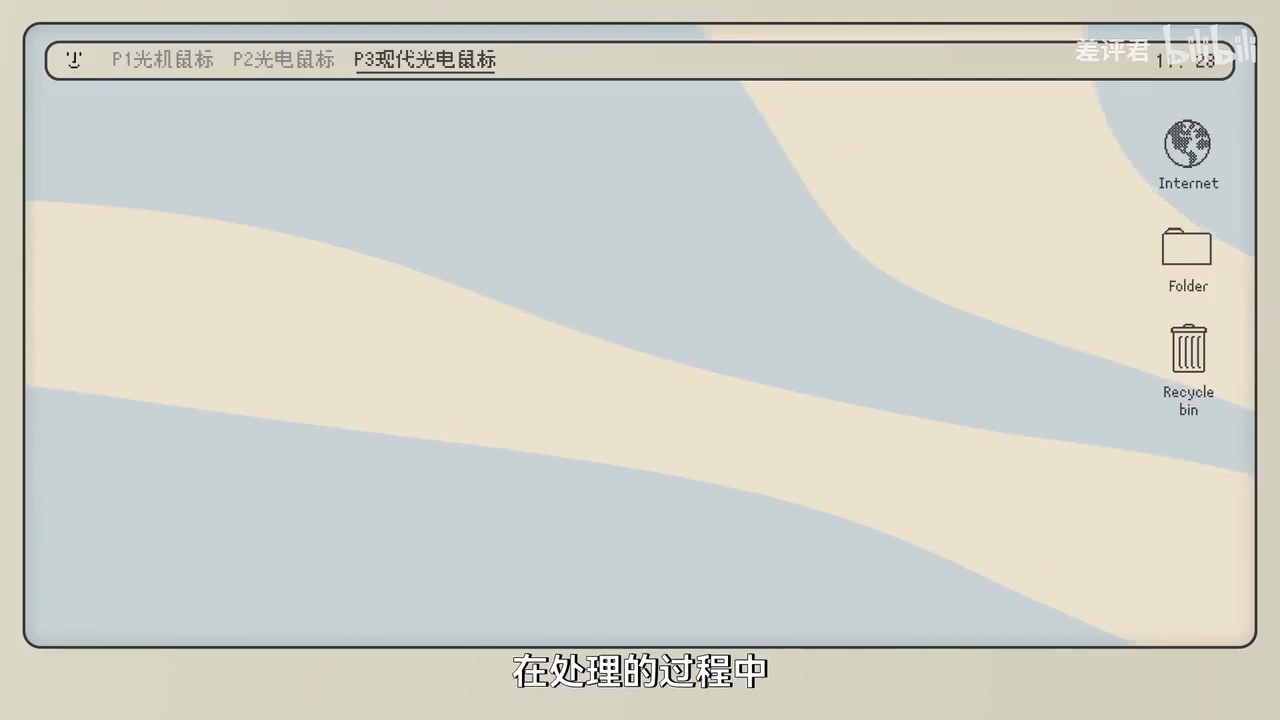 P1光机鼠标 P2光电鼠标 P3现代光电鼠标
差评君 bilibili
Internet
Folder
Recycle
bin
在处理的过程中